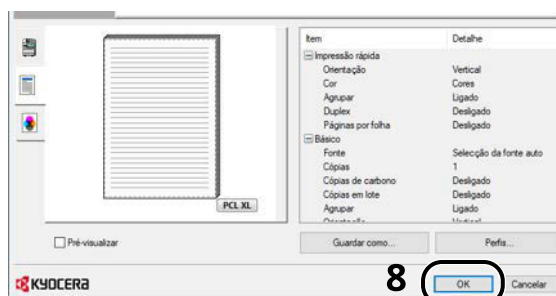 Item Detalhe
Impressão rápida
Orientação Vertical
Cor Cores
Agrupar Ligado
Duplex Desligado
Páginas por folha Desligado
Básico
Fonte Selecção da fonte auto
Cópias 1
Cópias de carbono Desligado
Cópias em lote Desligado
Agrupar Ligado
PCL XL
Pré-visualizar Guardar como... Perfis...
KYOCERA 8 OK Cancelar